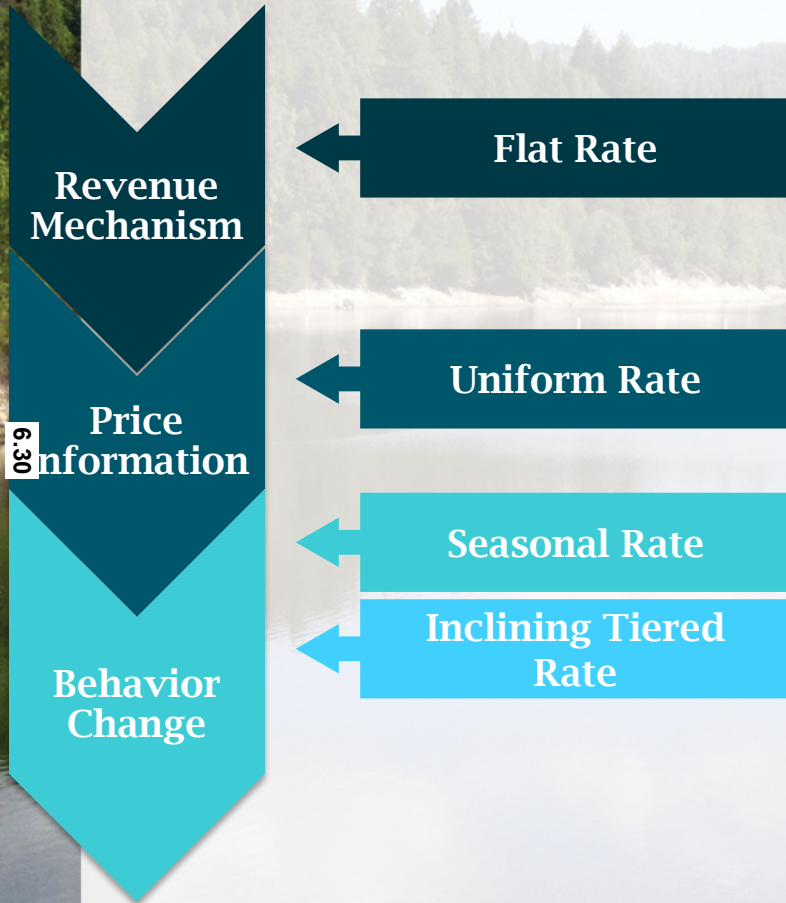 Flat Rate
Revenue
Mechanism
Uniform Rate
Price
nformation
6.30
Seasonal Rate
Inclining Tiered
Rate
Behavior
Change